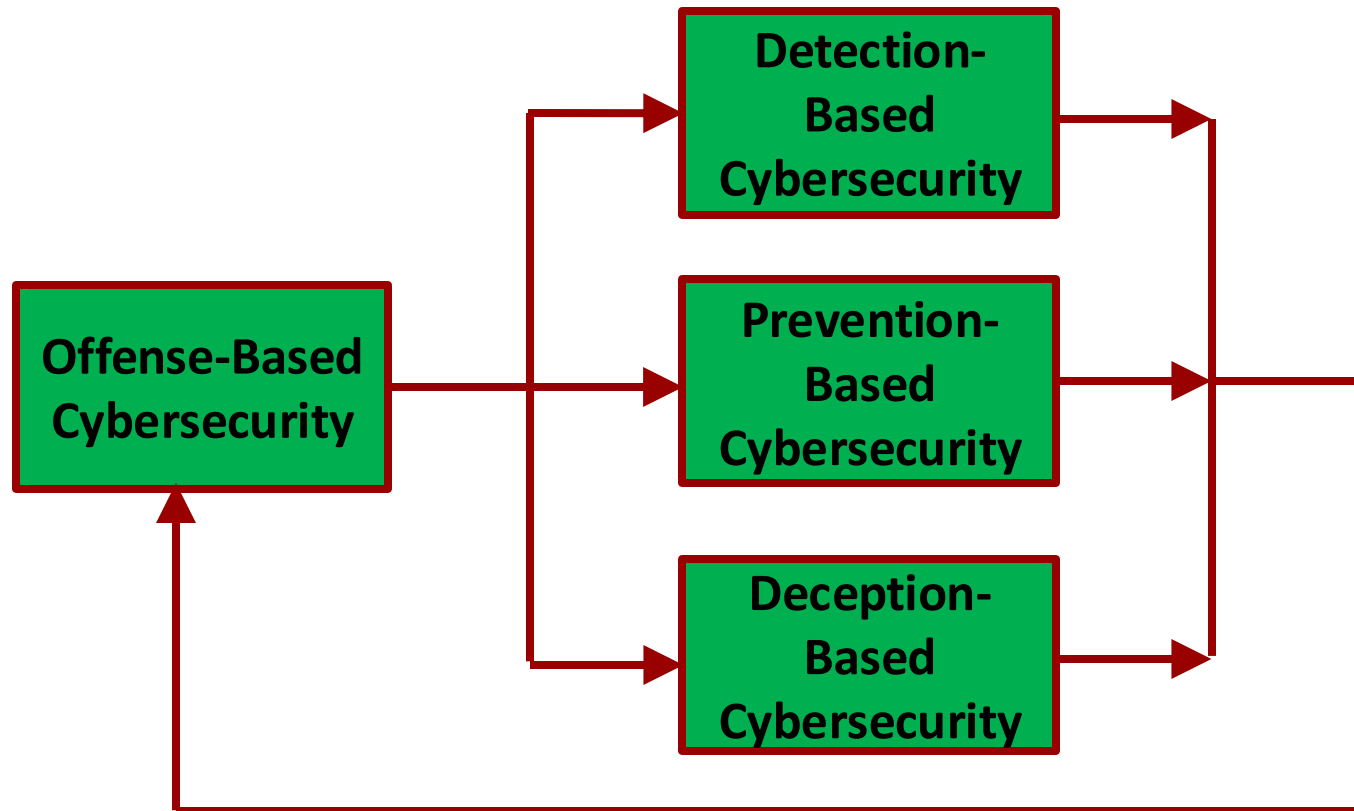 Detection-
Based
Cybersecurity
Offense-Based
Cybersecurity
Prevention-
Based
Cybersecurity
Deception-
Based
Cybersecurity